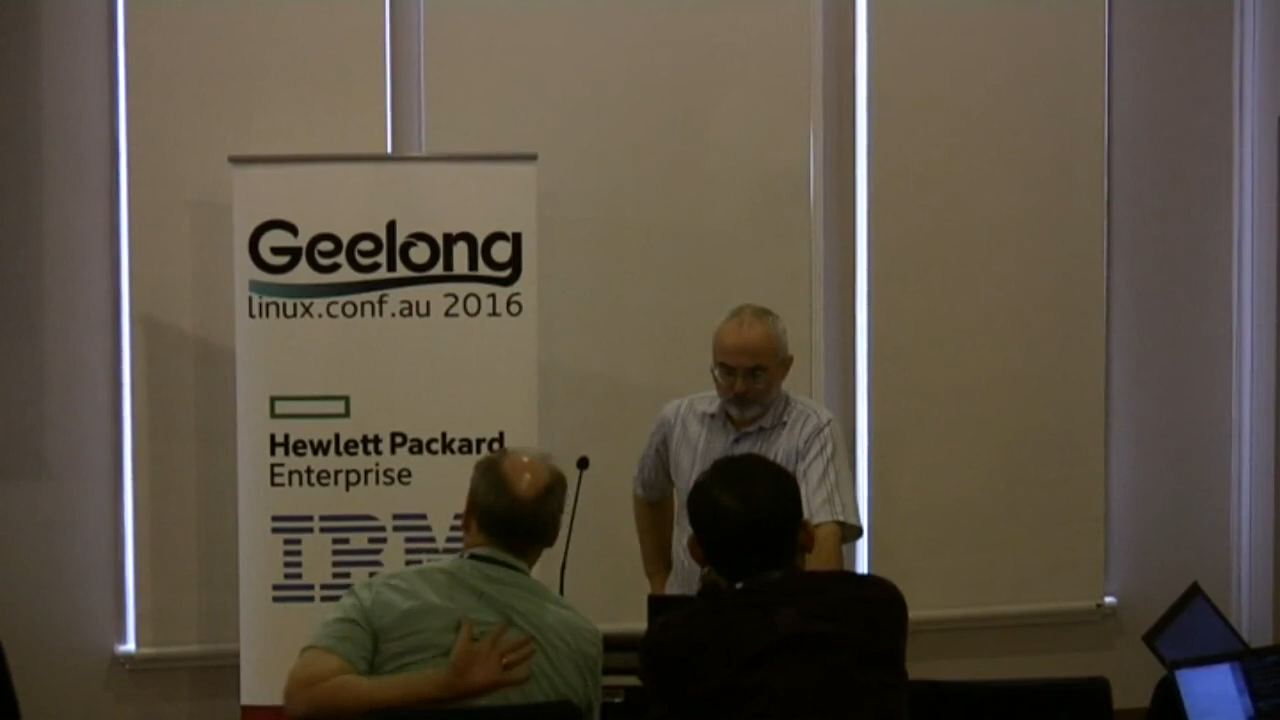 Geelong
linux.conf.au 2016
Hewlett Packard
Enterprise
IBM